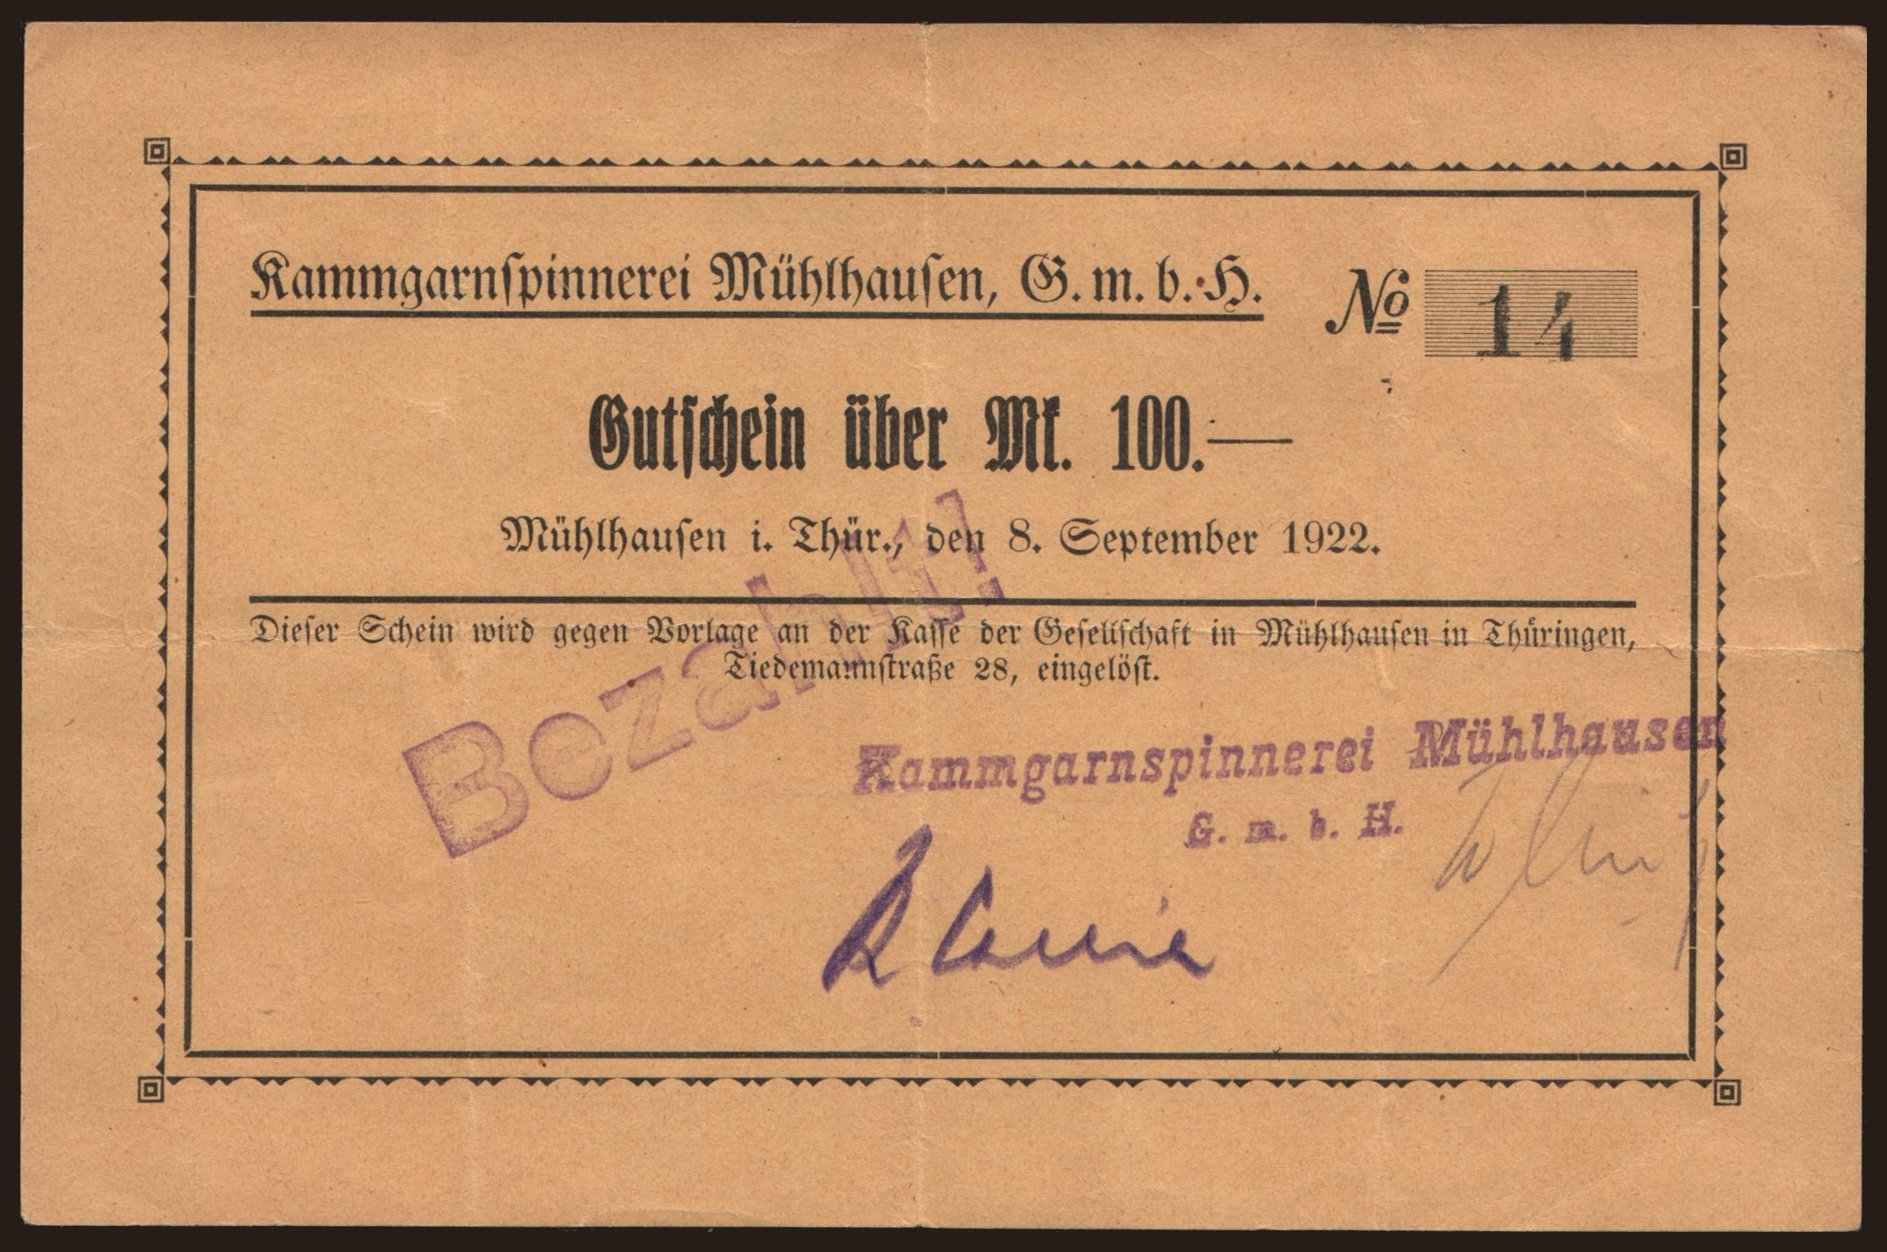 Kammgarnspinnerei Mühlhausen, G. m. b. H.
No 14
Gutschein über Mk. 100.—
Mühlhausen i. Thür., den 8. September 1922.
Dieser Schein wird gegen Vorlage an der Kasse der Gesellschaft in Mühlhausen in Thüringen,
Tiedemannstraße 28, eingelöst.
Bezahlt!
Kammgarnspinnerei Mühlhausen
G. m. b. H.